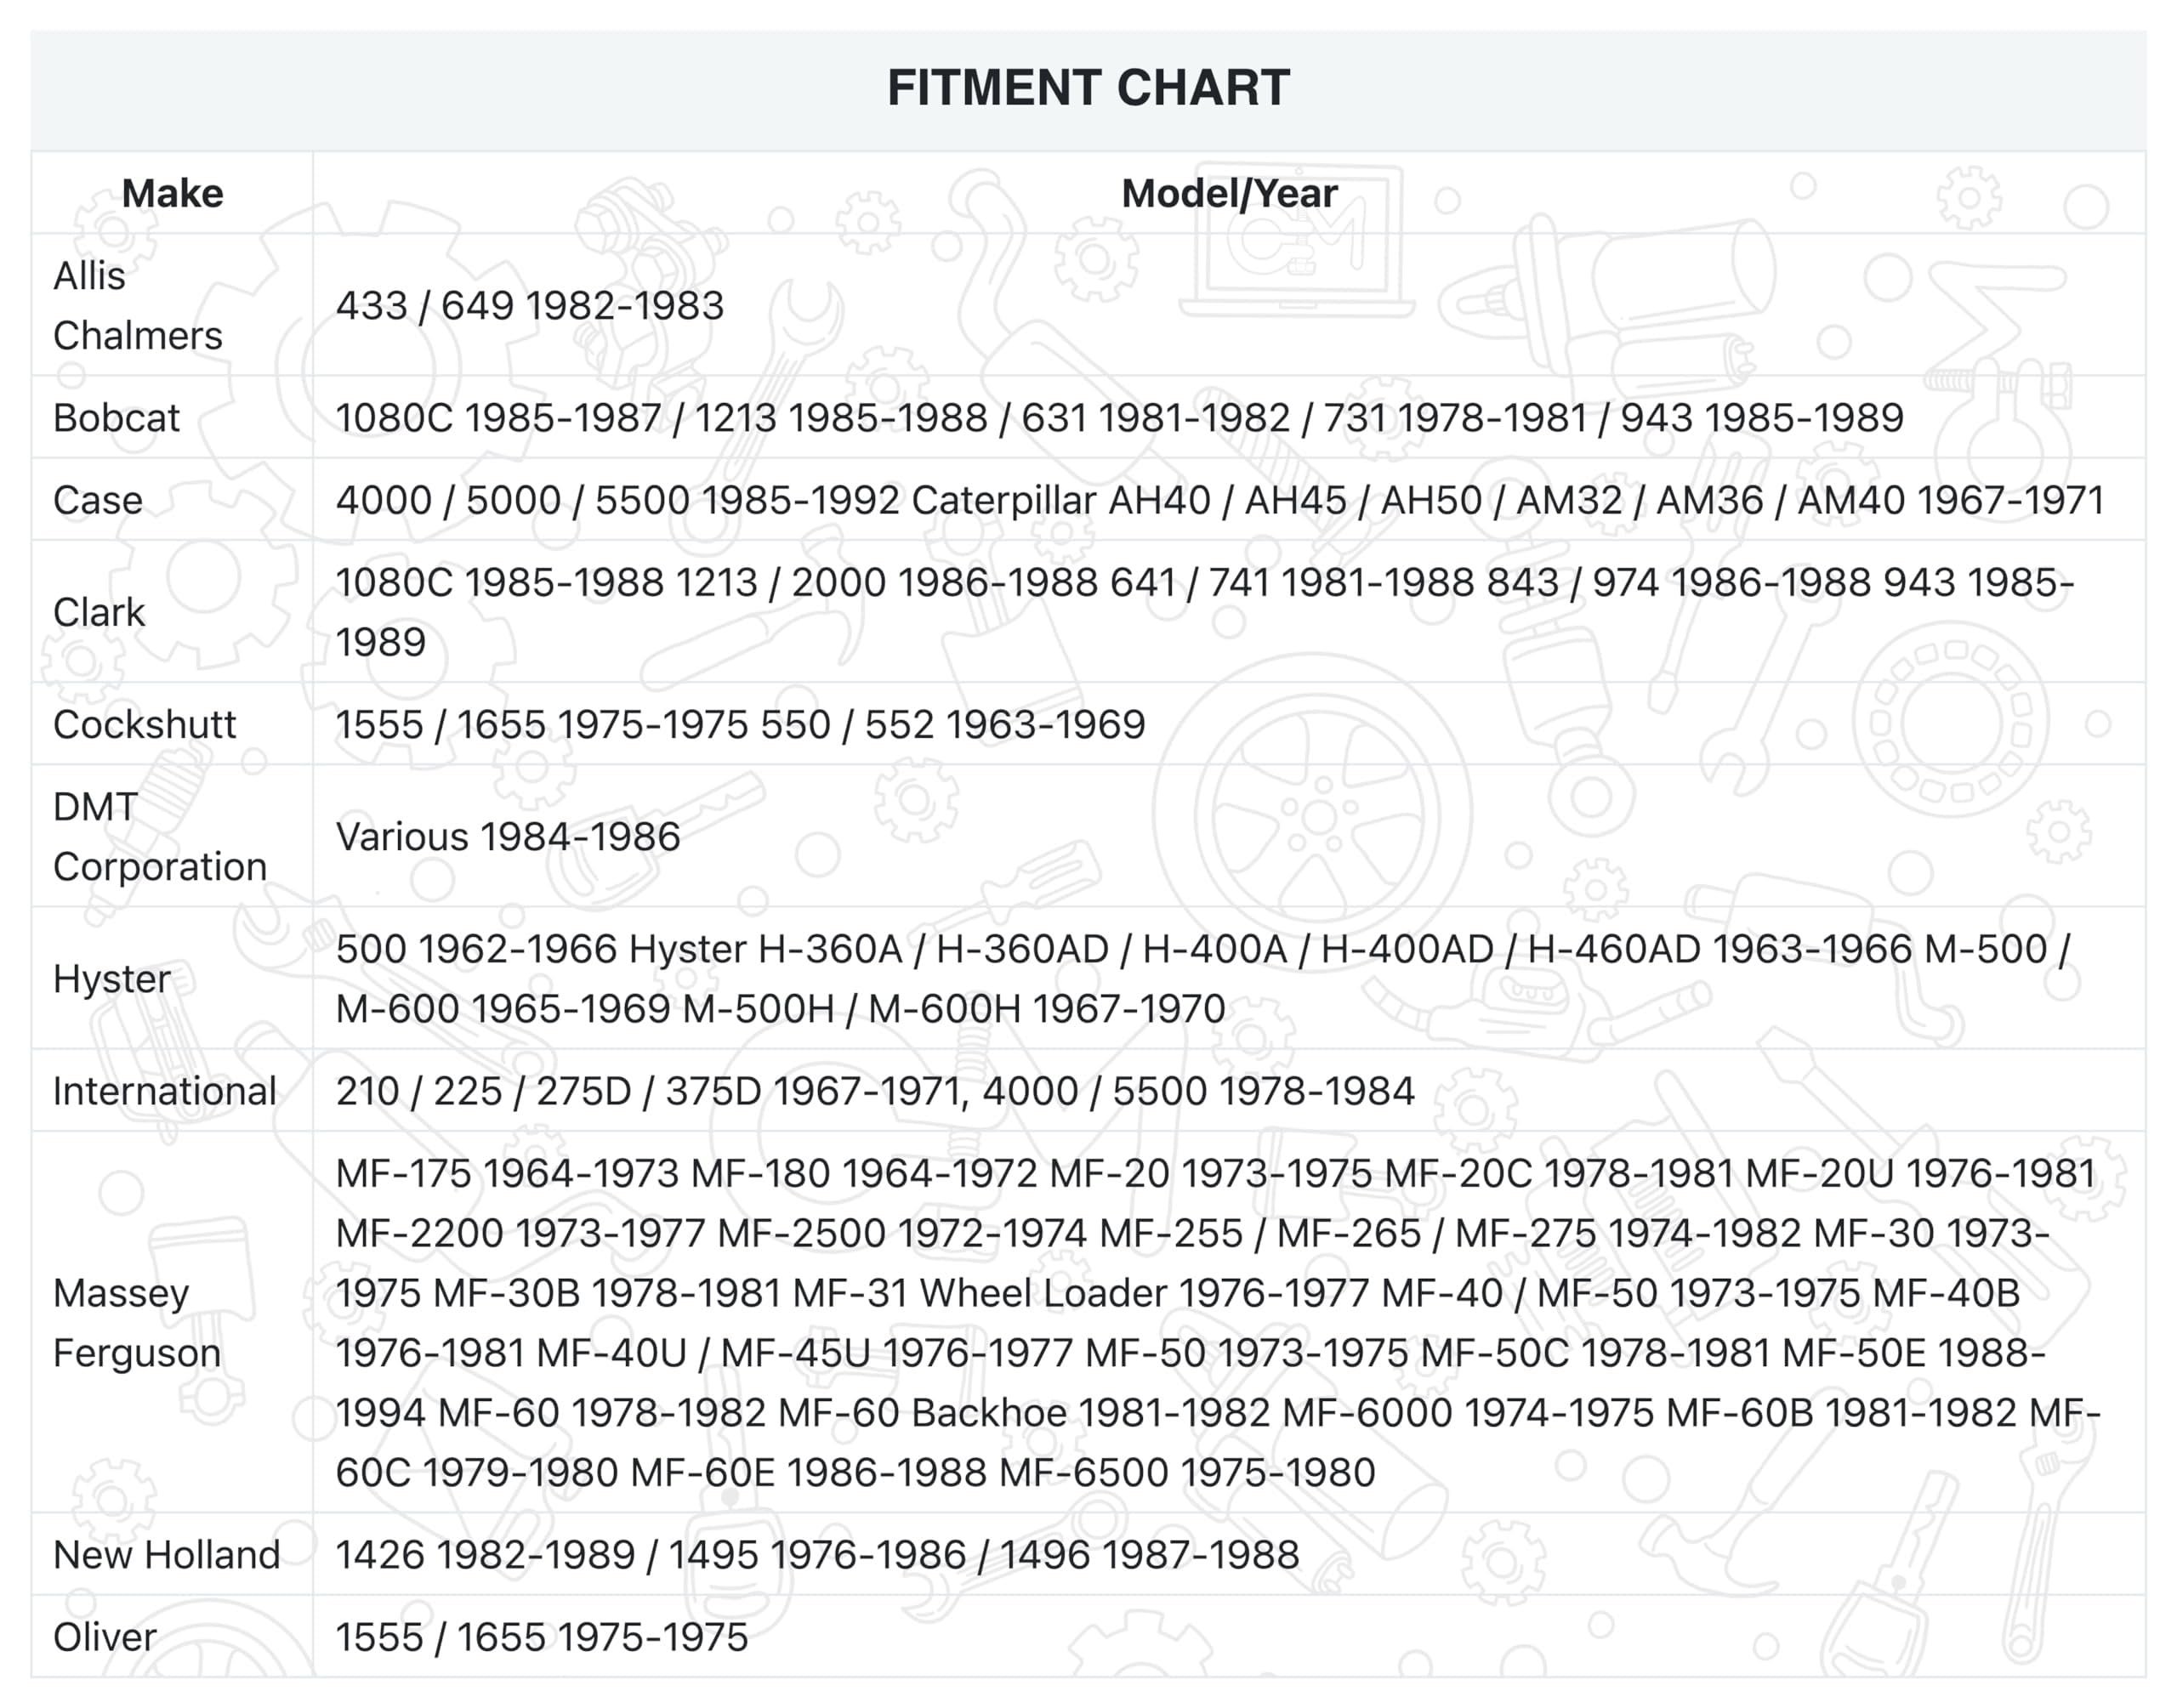 FITMENT CHART
Make
Model/Year
Allis
Chalmers
433 / 649 1982-1983
Bobcat
1080C 1985-1987 / 1213 1985-1988 / 631 1981-1982 / 731 1978-1981 / 943 1985-1989
Case
4000 / 5000 / 5500 1985-1992 Caterpillar AH40 / AH45 / AH50 / AM32 / AM36 / AM40 1967-1971
Clark
1080C 1985-1988 1213 / 2000 1986-1988 641 / 741 1981-1988 843 / 974 1986-1988 943 1985-
1989
Cockshutt
1555 / 1655 1975-1975 550 / 552 1963-1969
DMT
Corporation
Various 1984-1986
Hyster
500 1962-1966 Hyster H-360A / H-360AD / H-400A / H-400AD / H-460AD 1963-1966 M-500 /
M-600 1965-1969 M-500H / M-600H 1967-1970
International
210 / 225 / 275D / 375D 1967-1971, 4000 / 5500 1978-1984
Massey
Ferguson
MF-175 1964-1973 MF-180 1964-1972 MF-20 1973-1975 MF-20C 1978-1981 MF-20U 1976-1981
MF-2200 1973-1977 MF-2500 1972-1974 MF-255 / MF-265 / MF-275 1974-1982 MF-30 1973-
1975 MF-30B 1978-1981 MF-31 Wheel Loader 1976-1977 MF-40 / MF-50 1973-1975 MF-40B
1976-1981 MF-40U / MF-45U 1976-1977 MF-50 1973-1975 MF-50C 1978-1981 MF-50E 1988-
1994 MF-60 1978-1982 MF-60 Backhoe 1981-1982 MF-6000 1974-1975 MF-60B 1981-1982 MF-
60C 1979-1980 MF-60E 1986-1988 MF-6500 1975-1980
New Holland
1426 1982-1989 / 1495 1976-1986 / 1496 1987-1988
Oliver
1555 / 1655 1975-1975